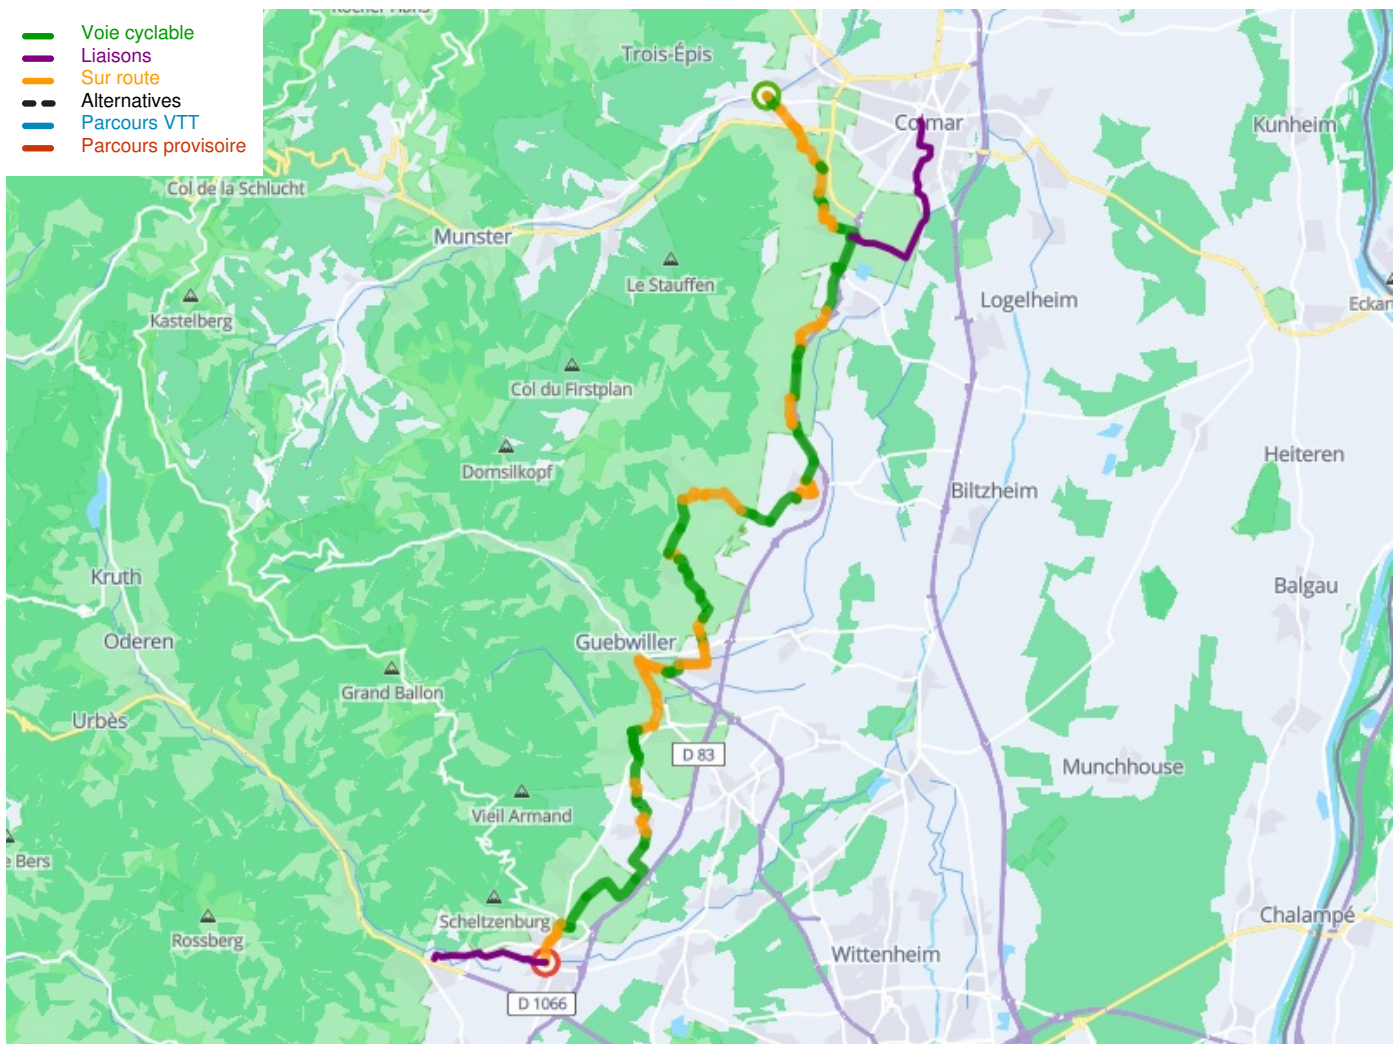 Voie cyclable
Liaisons
Sur route
Alternatives
Parcours VTT
Parcours provisoire
Trois-Épis
Colmar
Kunheim
Col de la Schlucht
Munster
Le Stauffen
Logelheim
Kastelberg
Eckar
Col du Firstplan
Heiteren
Dornsilkopf
Biltzheim
Kruth
Balgau
Oderen
Guebwiller
Grand Ballon
Urbès
D 83
Munchhouse
Vieil Armand
e Bers
Scheltzenburg
Chalampé
Rossberg
Wittenheim
D 1066